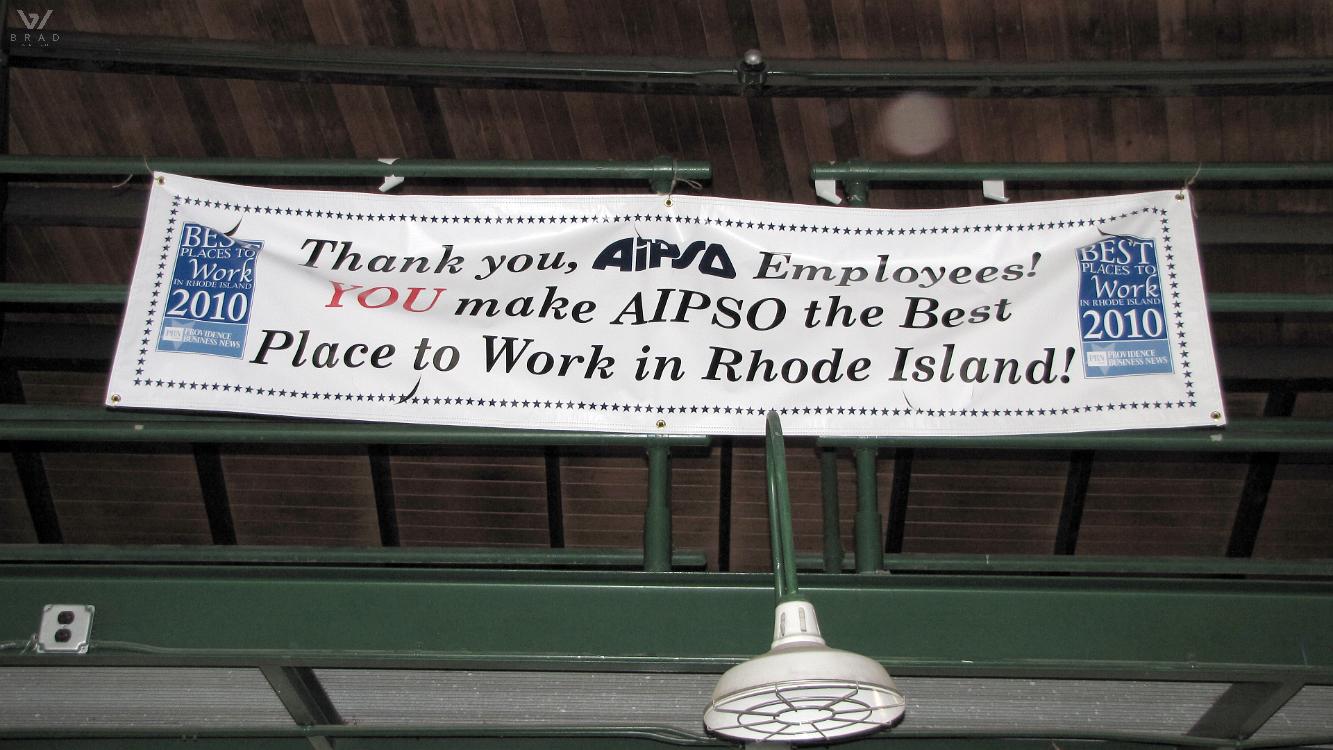 BRAD
Thank you, AiPSO Employees!
YOU make AIPSO the Best
Place to Work in Rhode Island!
BEST
PLACES TO
Work
IN RHODE ISLAND
2010
PBN PROVIDENCE
BUSINESS NEWS
BEST
PLACES TO
Work
IN RHODE ISLAND
2010
PBN PROVIDENCE
BUSINESS NEWS